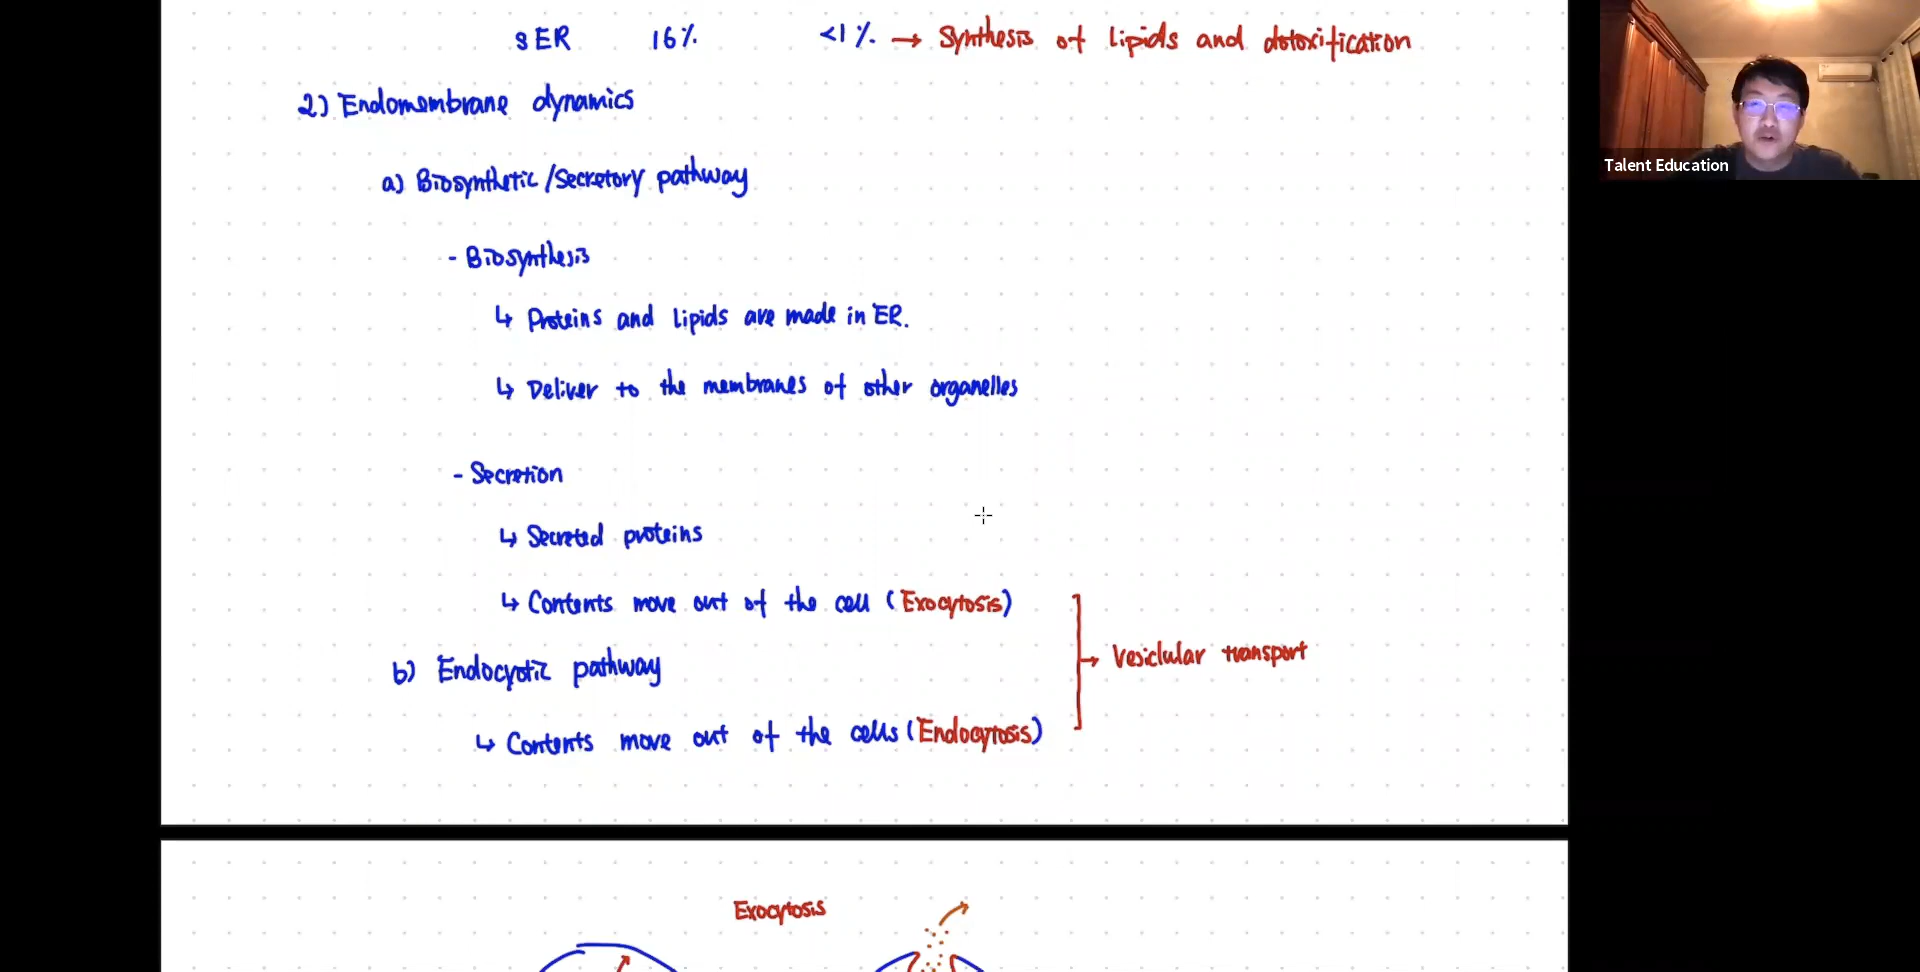 sER 16% <1% → Synthesis of lipids and dotoxification
2) Endomembrane dynamics
a) Biosynthetic/Secretory pathway
- Biosynthesis
↳ Proteins and lipids are made in ER.
↳ Deliver to the membranes of other organelles
- Secretion
↳ Secreted proteins
↳ Contents move out of the cell (Exocytosis)
b) Endocyotic pathway
→ Vesiclular transport
↳ Contents move out of the cells (Endocytosis)
Exocytosis
Talent Education